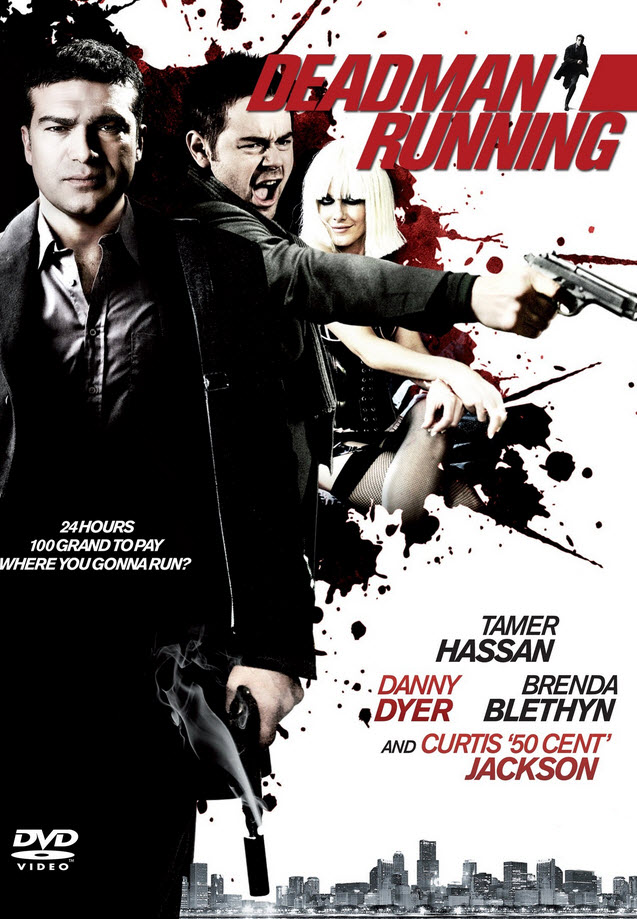 DEADMAN
RUNNING
24 HOURS
100 GRAND TO PAY
WHERE YOU GONNA RUN?
TAMER
HASSAN
DANNY
DYER
BRENDA
BLETHYN
AND CURTIS '50 CENT'
JACKSON
DVD
VIDEO™